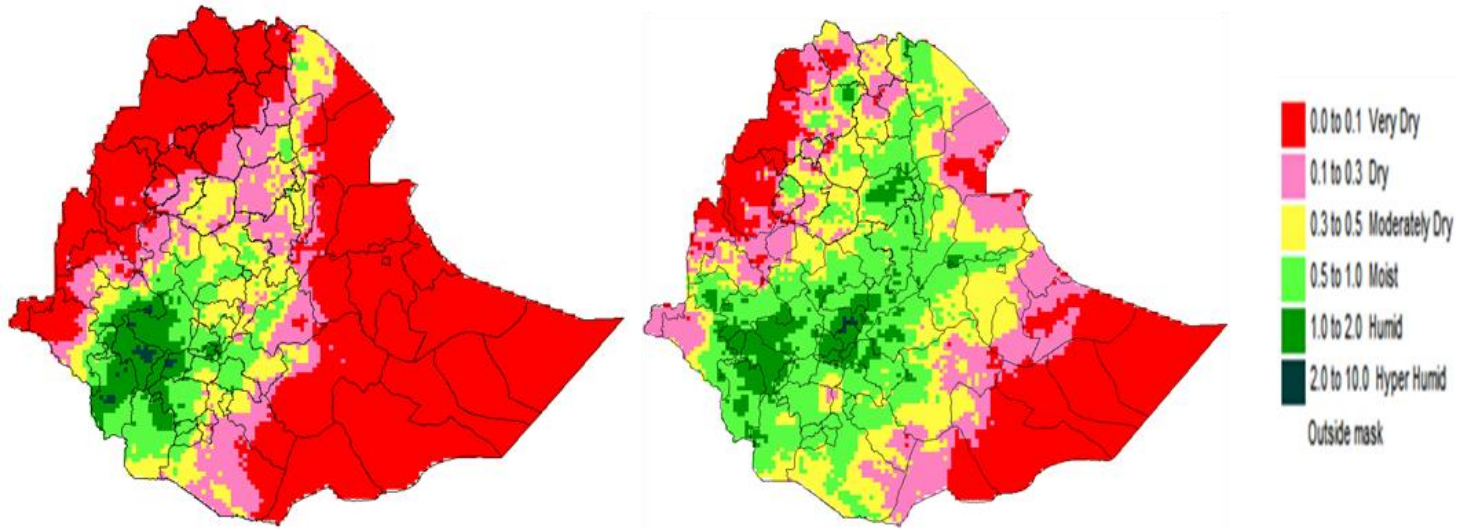 0.0 to 0.1 Very Dry
0.1 to 0.3 Dry
0.3 to 0.5 Moderately Dry
0.5 to 1.0 Moist
1.0 to 2.0 Humid
2.0 to 10.0 Hyper Humid
Outside mask